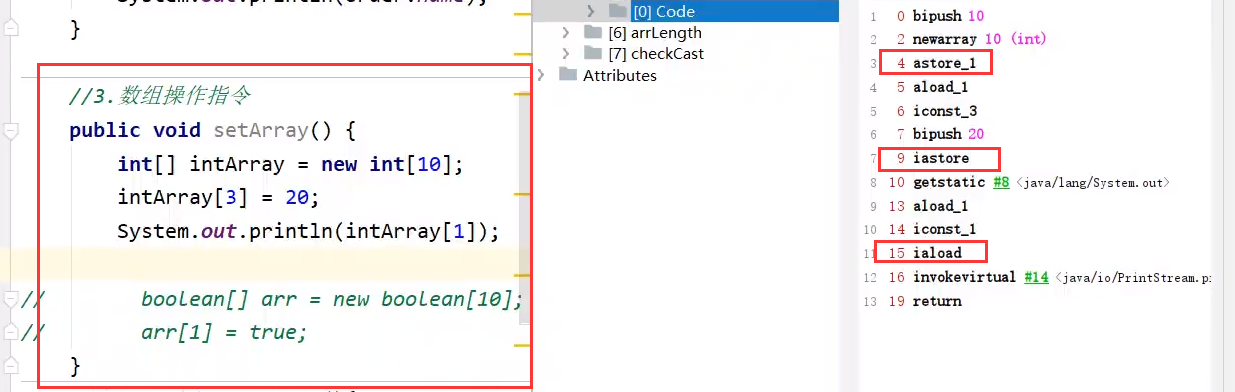 System.out.println(order.name);
}
//3.数组操作指令
public void setArray() {
int[] intArray = new int[10];
intArray[3] = 20;
System.out.println(intArray[1]);
// boolean[] arr = new boolean[10];
// arr[1] = true;
}
[0] Code
[6] arrLength
[7] checkCast
Attributes
1 0 bipush 10
2 2 newarray 10 (int)
3 4 astore_1
4 5 aload_1
5 6 iconst_3
6 7 bipush 20
7 9 iastore
8 10 getstatic #8 <java/lang/System.out>
9 13 aload_1
10 14 iconst_1
11 15 iaload
12 16 invokevirtual #14 <java/io/PrintStream.pr
13 19 return